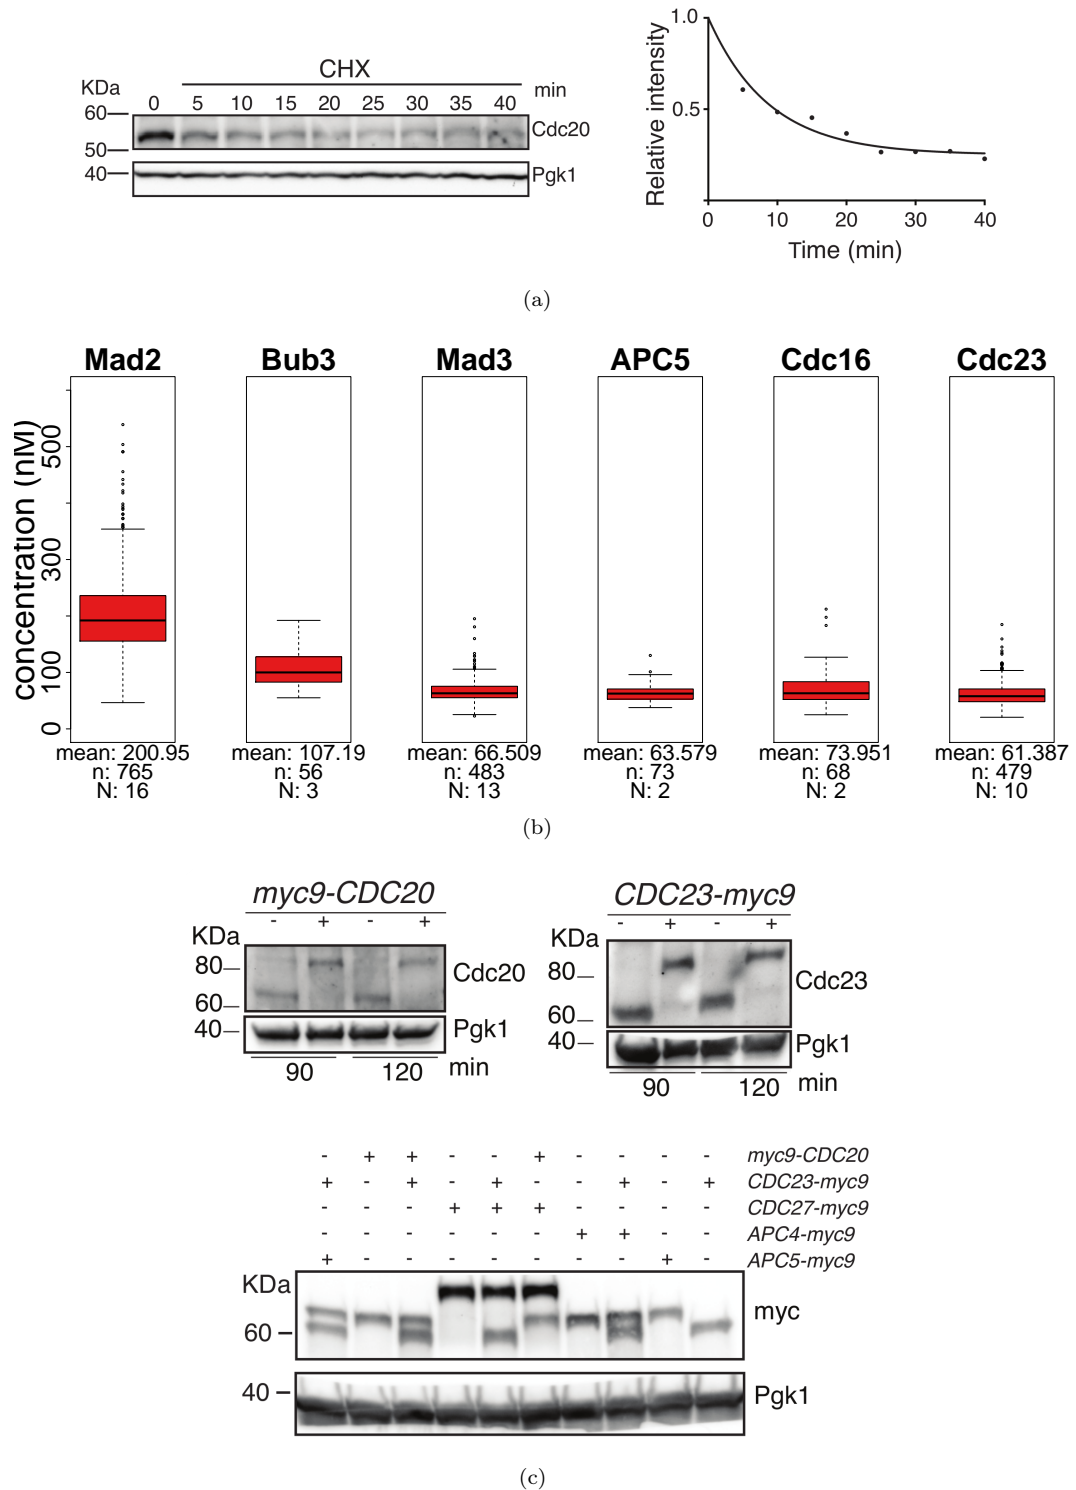 CHX
KDa
0 5 10 15 20 25 30 35 40 min
60
Cdc20
50
40
Pgk1
Relative intensity
1.0
0.5
0 10 20 30 40
Time (min)
(a)
Mad2 Bub3 Mad3 APC5 Cdc16 Cdc23
concentration (nM)
500
300
100
0
mean: 200.95 mean: 107.19 mean: 66.509 mean: 63.579 mean: 73.951 mean: 61.387
n: 765 n: 56 n: 483 n: 73 n: 68 n: 479
N: 16 N: 3 N: 13 N: 2 N: 2 N: 10
(b)
myc9-CDC20
- + - +
KDa
80
Cdc20
60
40
Pgk1
90 120 min
CDC23-myc9
- + - +
KDa
80
Cdc23
60
40
Pgk1
90 120 min
- + + - - + - - - - myc9-CDC20
+ - + - + - - + - + CDC23-myc9
- - - + + + - - - - CDC27-myc9
- - - - - - + + - - APC4-myc9
+ - - - - - - - + - APC5-myc9
KDa
myc
60
40
Pgk1
(c)